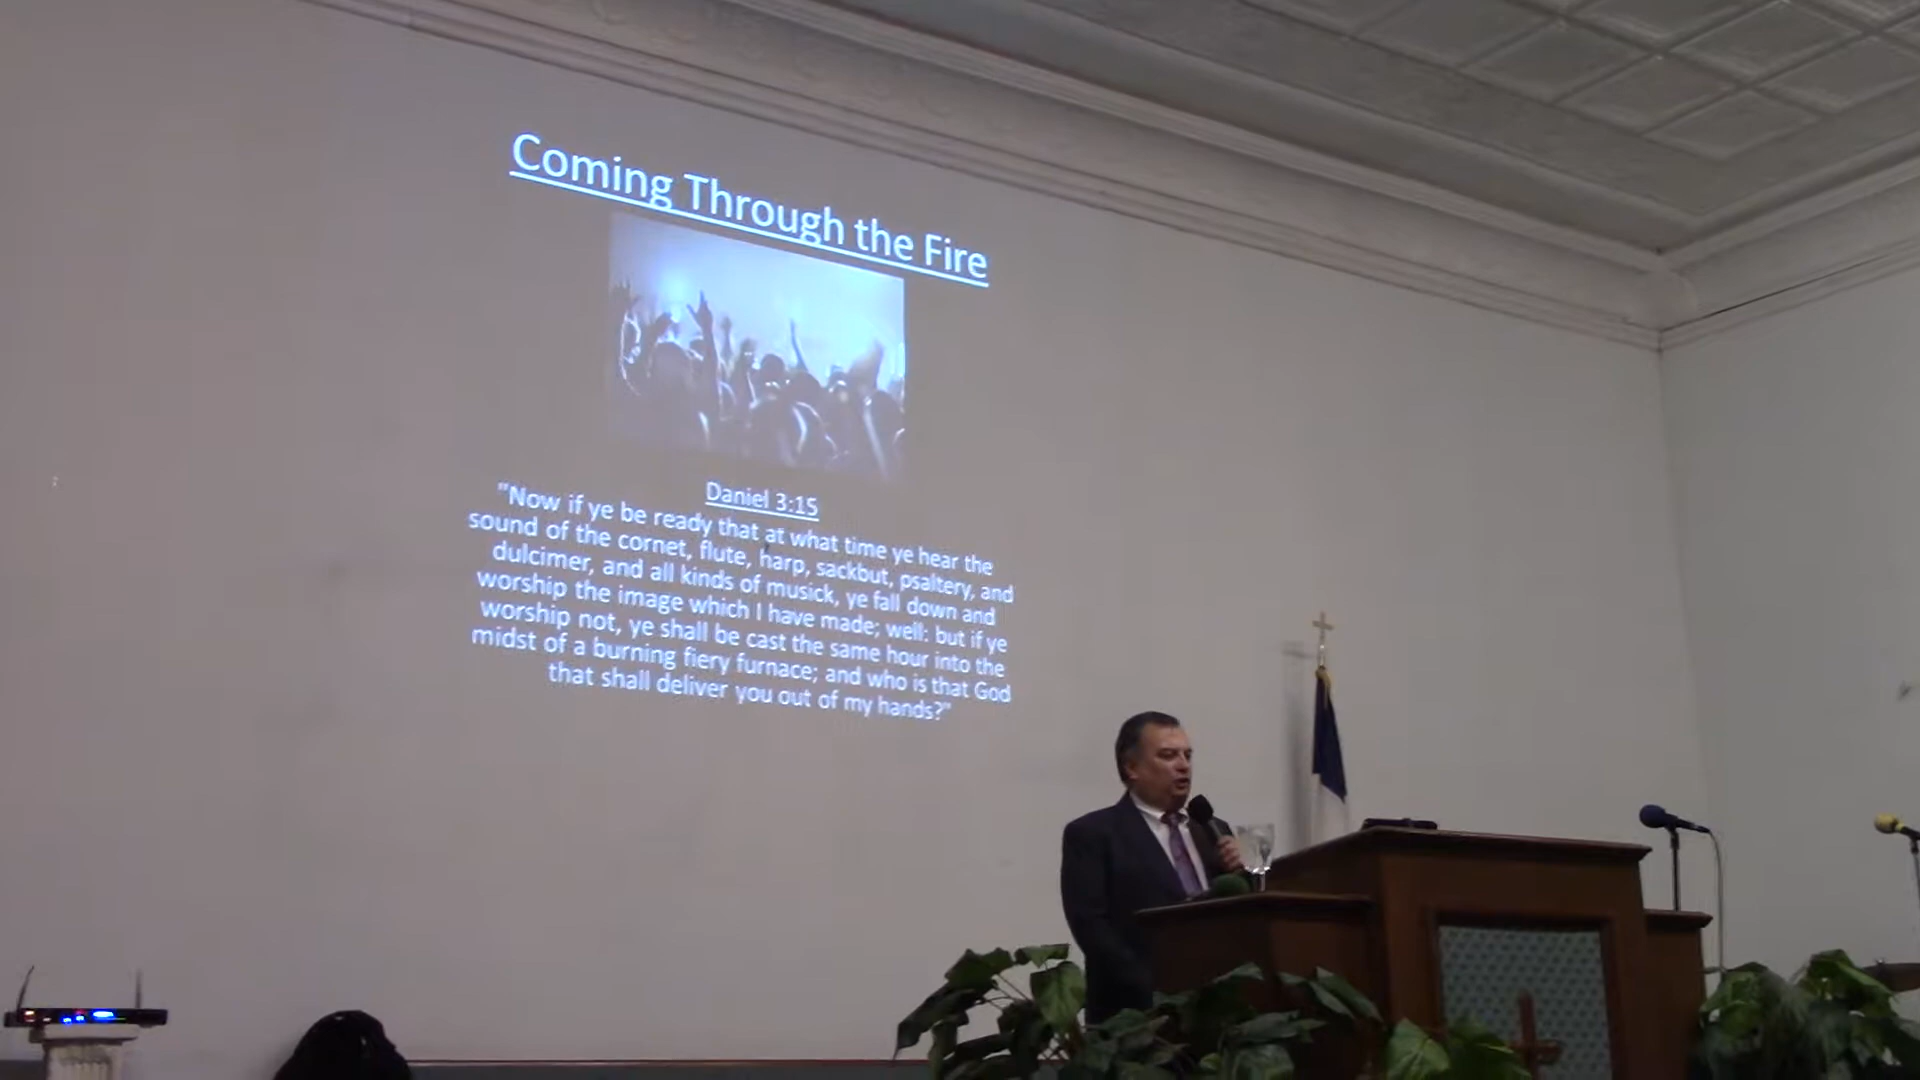 Coming Through the Fire
Daniel 3:15
"Now if ye be ready that at what time ye hear the
sound of the cornet, flute, harp, sackbut, psaltery, and
dulcimer, and all kinds of musick, ye fall down and
worship the image which I have made; well: but if ye
worship not, ye shall be cast the same hour into the
midst of a burning fiery furnace; and who is that God
that shall deliver you out of my hands?"